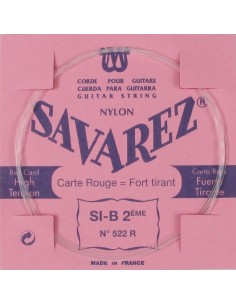 CORDE POUR GUITARE
CUERDA PARA GUITARRA
GUITAR STRING
NYLON
SAVAREZ®
Red Card
High
Tension
Carta Roja
Fuerte
Tirante
Carte Rouge = Fort tirant
SI-B 2ÈME
N° 522 R
MADE IN FRANCE